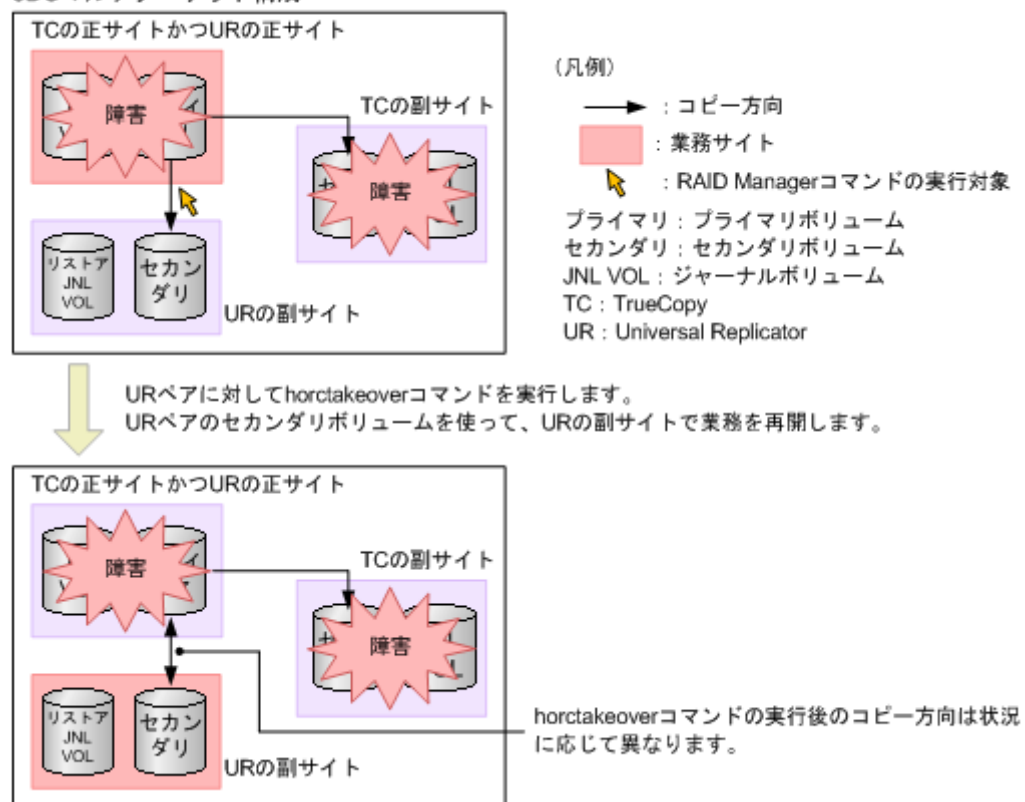 TCの正サイトかつURの正サイト
障害
TCの副サイト
障害
リストア
JNL
VOL
セカン
ダリ
URの副サイト
(凡例)
:コピー方向
:業務サイト
:RAID Managerコマンドの実行対象
プライマリ:プライマリボリューム
セカンダリ:セカンダリボリューム
JNL VOL:ジャーナルボリューム
TC:TrueCopy
UR:Universal Replicator
URペアに対してhorctakeoverコマンドを実行します。
URペアのセカンダリボリュームを使って、URの副サイトで業務を再開します。
TCの正サイトかつURの正サイト
障害
TCの副サイト
障害
リストア
JNL
VOL
セカン
ダリ
URの副サイト
horctakeoverコマンドの実行後のコピー方向は状況
に応じて異なります。